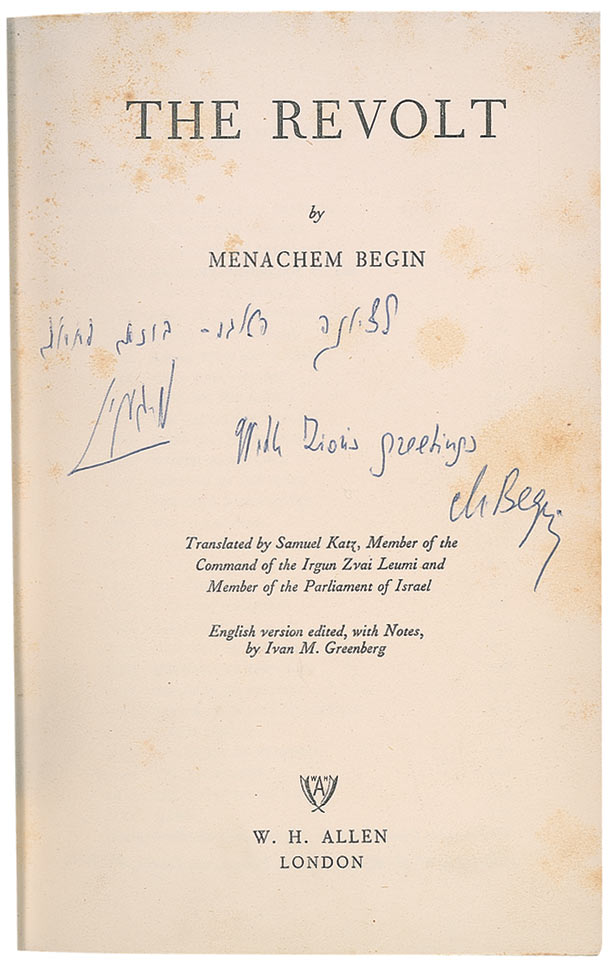 THE REVOLT
by
MENACHEM BEGIN
לציונה
מ. בגין
With Zion's greetings
M. Begin
Translated by Samuel Katz, Member of the
Command of the Irgun Zvai Leumi and
Member of the Parliament of Israel
English version edited, with Notes,
by Ivan M. Greenberg
W A H
W. H. ALLEN
LONDON